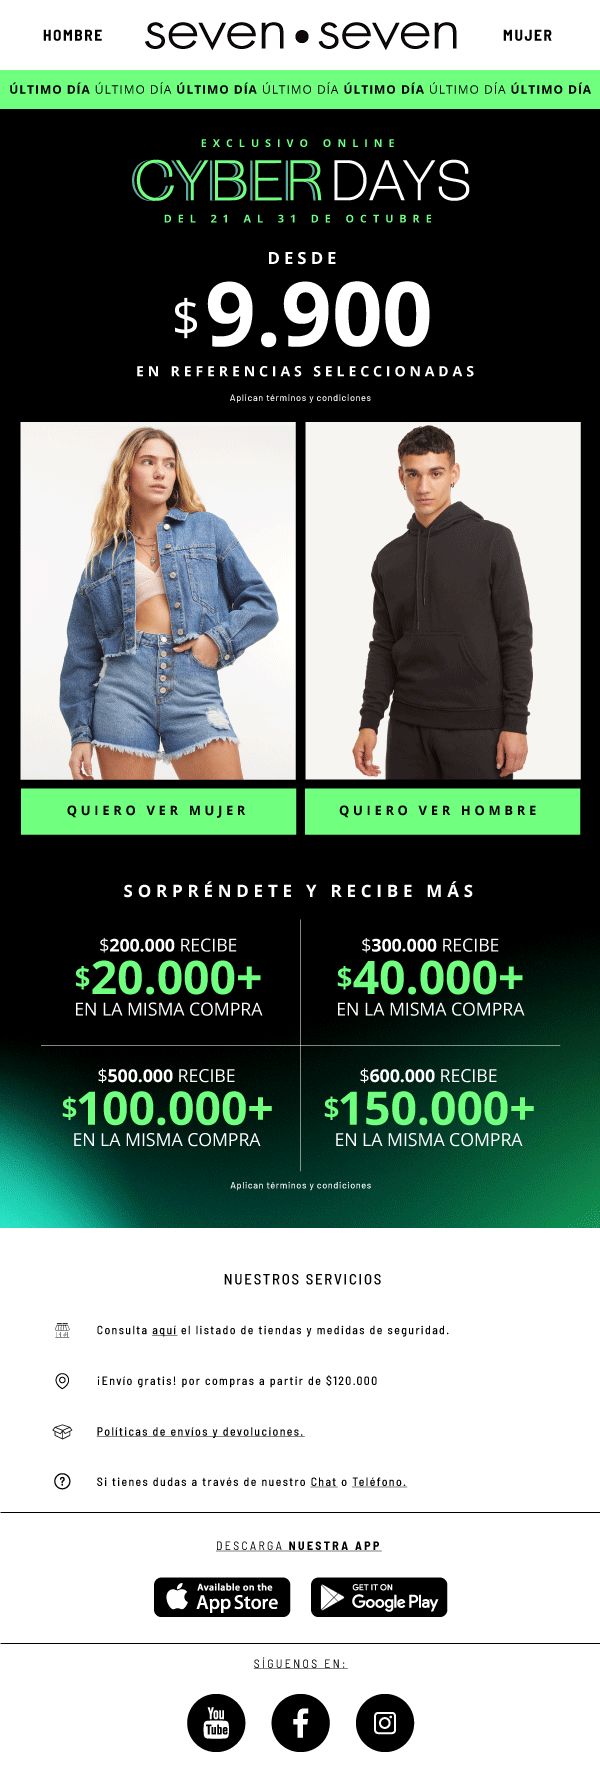 HOMBRE seven•seven MUJER
ÚLTIMO DÍA ÚLTIMO DÍA ÚLTIMO DÍA ÚLTIMO DÍA ÚLTIMO DÍA ÚLTIMO DÍA ÚLTIMO DÍA
EXCLUSIVO ONLINE
CYBER DAYS
DEL 21 AL 31 DE OCTUBRE
DESDE
$9.900
EN REFERENCIAS SELECCIONADAS
Aplican términos y condiciones
QUIERO VER MUJER QUIERO VER HOMBRE
SORPRÉNDETE Y RECIBE MÁS
$200.000 RECIBE
$20.000+
EN LA MISMA COMPRA
$300.000 RECIBE
$40.000+
EN LA MISMA COMPRA
$500.000 RECIBE
$100.000+
EN LA MISMA COMPRA
$600.000 RECIBE
$150.000+
EN LA MISMA COMPRA
Aplican términos y condiciones
NUESTROS SERVICIOS
Consulta aquí el listado de tiendas y medidas de seguridad.
¡Envío gratis! por compras a partir de $120.000
Políticas de envíos y devoluciones.
Si tienes dudas a través de nuestro Chat o Teléfono.
DESCARGA NUESTRA APP
Available on the
App Store
GET IT ON
Google Play
SÍGUENOS EN:
You
Tube